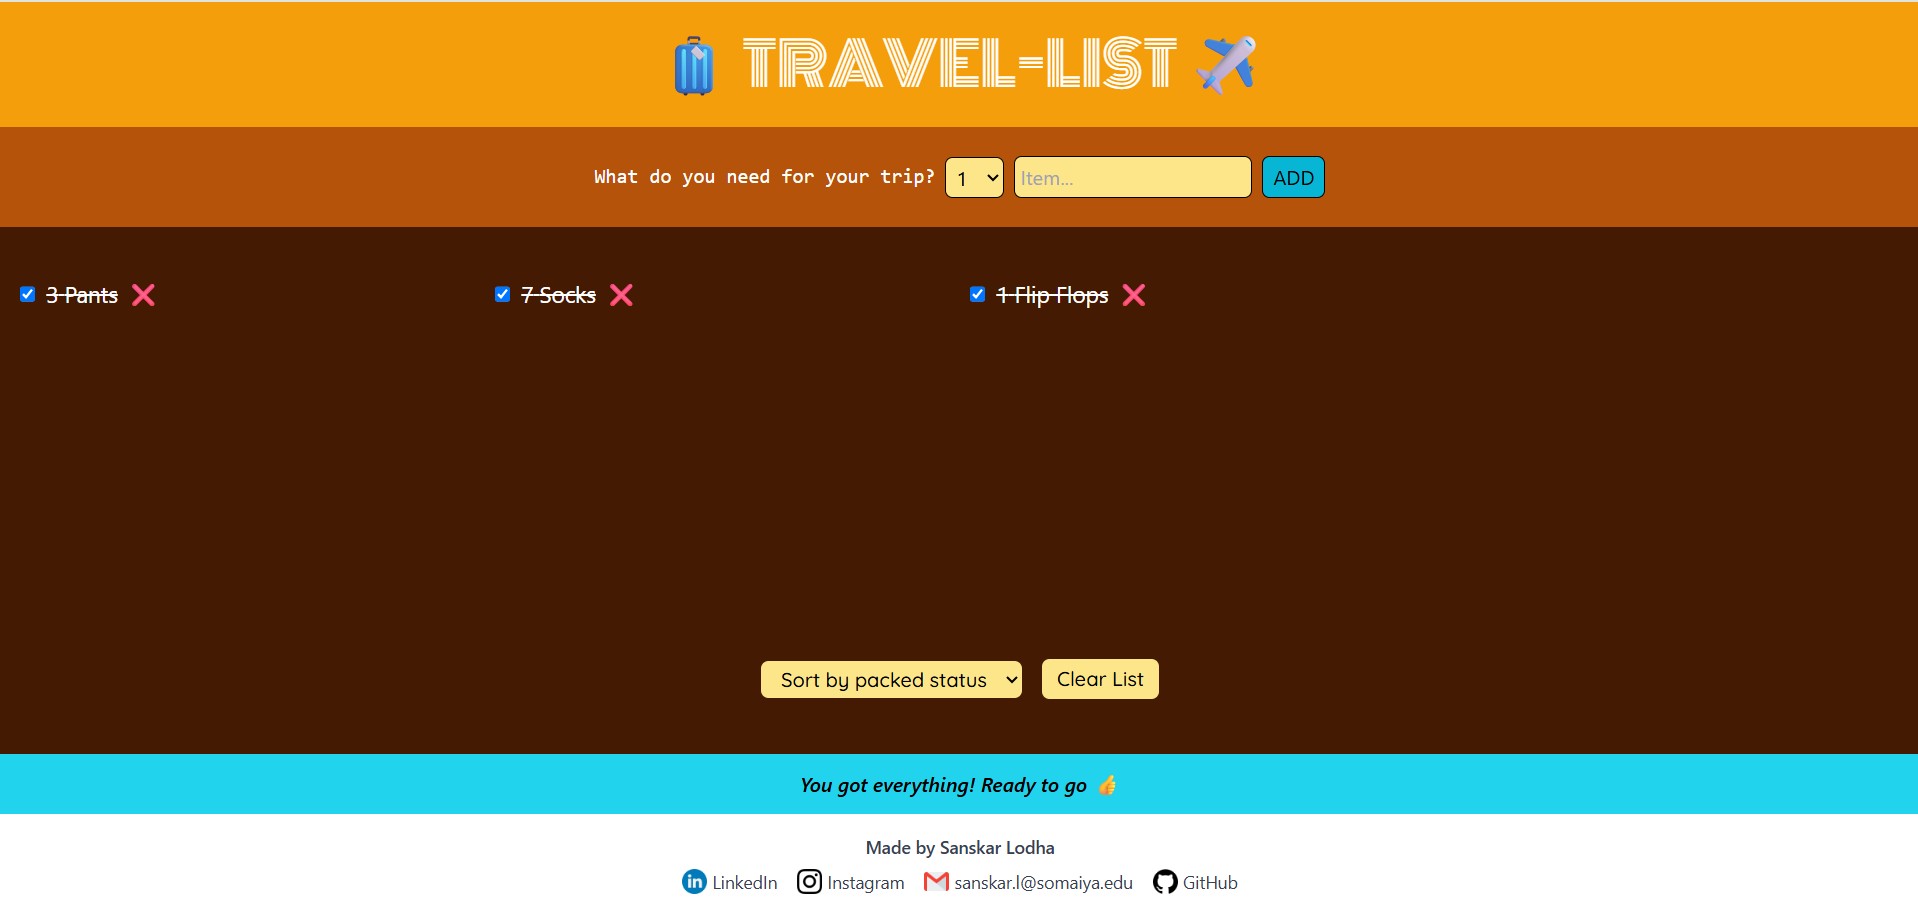 TRAVEL-LIST
What do you need for your trip? 1 Item... ADD
3 Pants 7 Socks 1 Flip Flops
Sort by packed status Clear List
You got everything! Ready to go
Made by Sanskar Lodha
LinkedIn Instagram sanskar.l@somaiya.edu GitHub